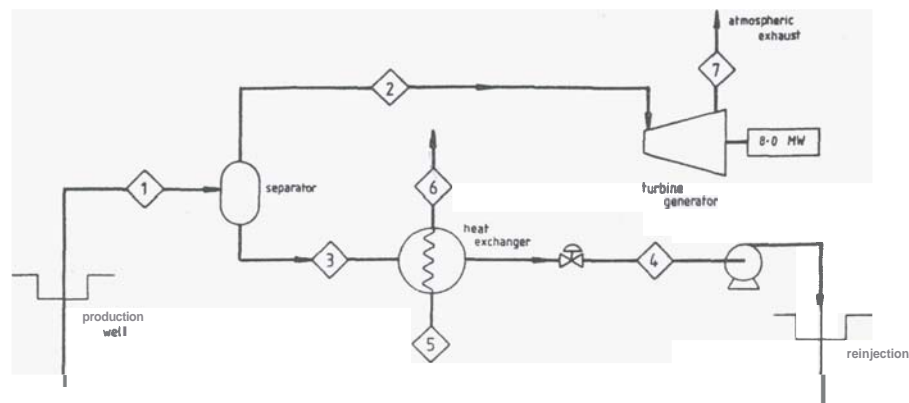 atmospheric
exhaust
7
2
8·0 MW
1
separator
6
turbine
generator
heat
exchanger
3
4
production
well
5
reinjection